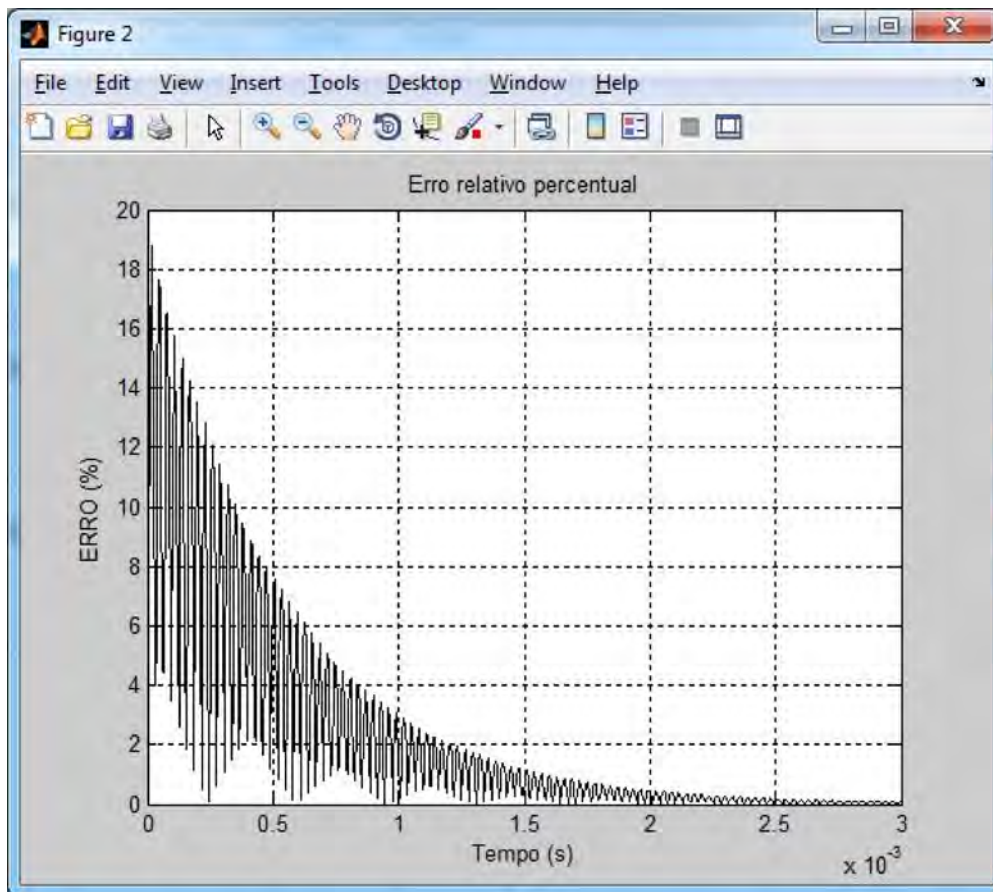 Figure 2
File Edit View Insert Tools Desktop Window Help
Erro relativo percentual
20
18
16
14
12
10
8
6
4
2
0
ERRO (%)
0 0.5 1 1.5 2 2.5 3
Tempo (s)
x 10^-3